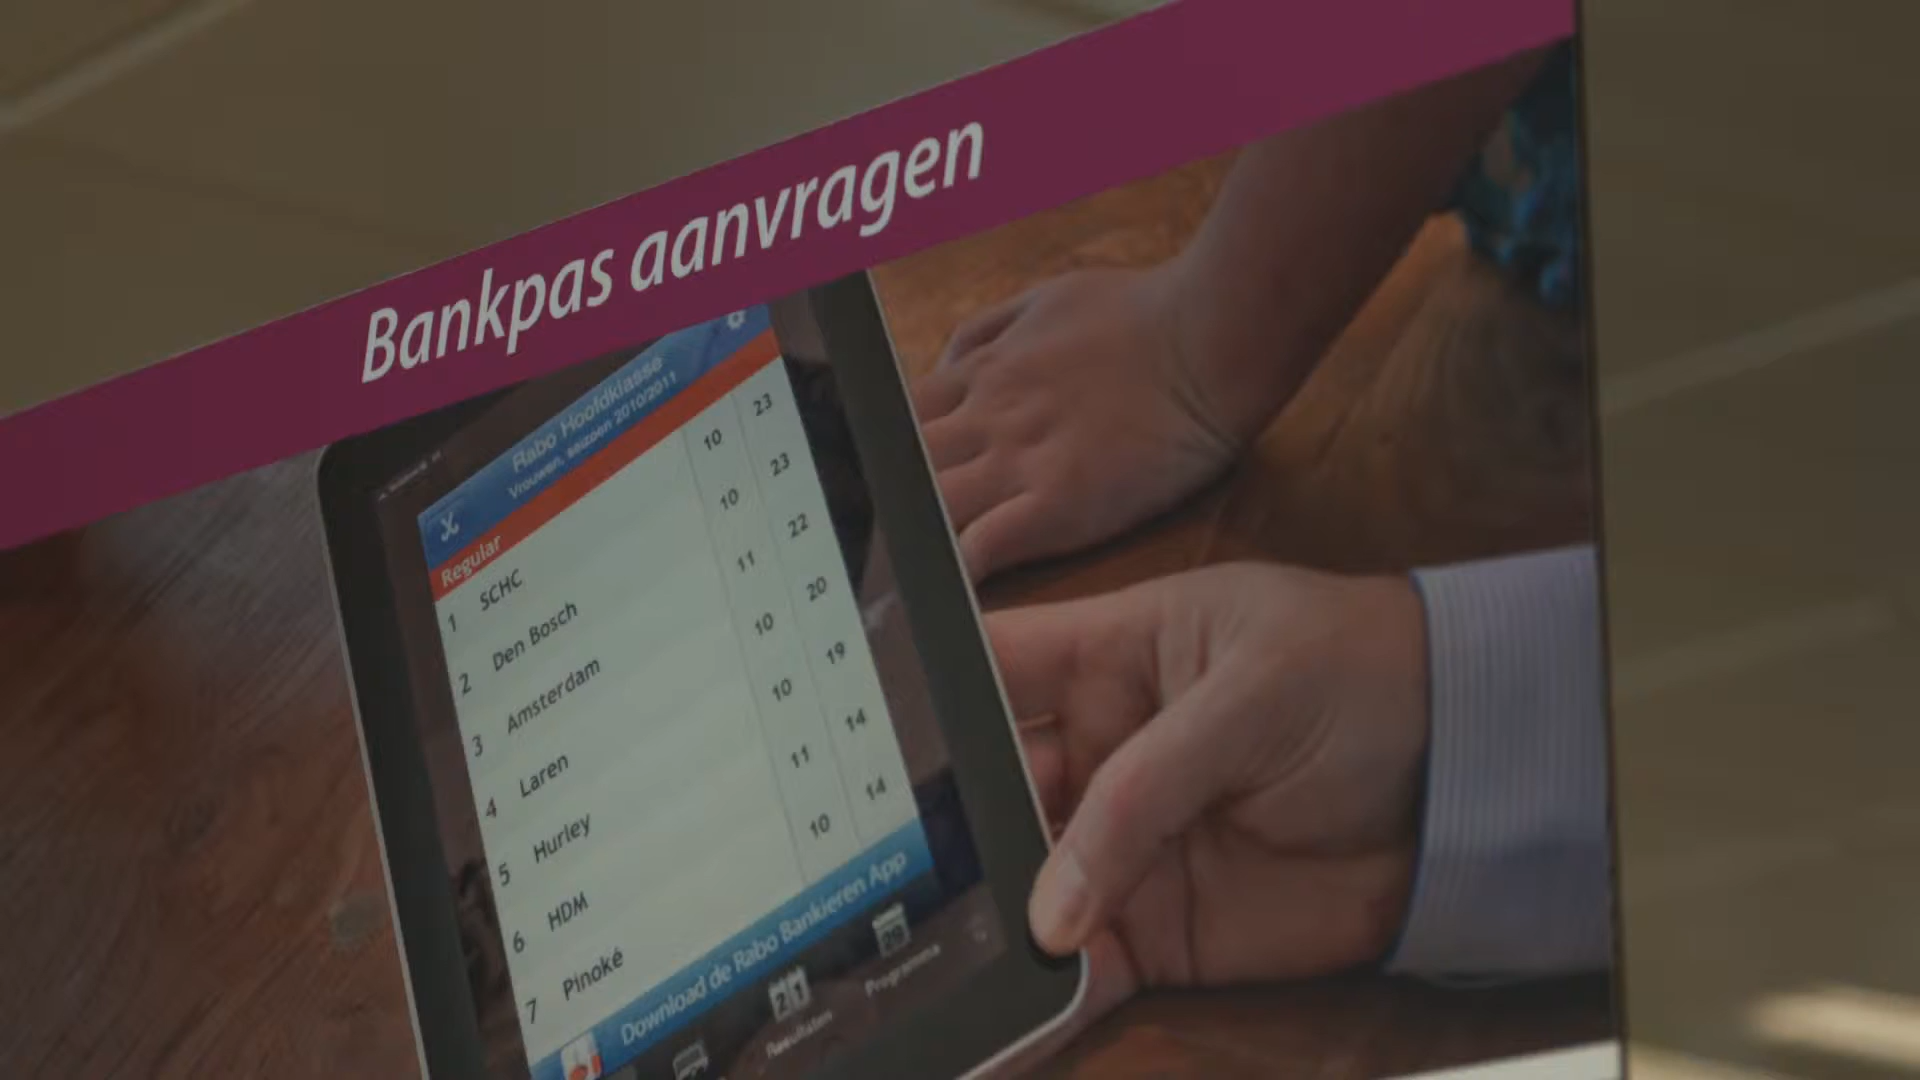 Bankpas aanvragen
Rabo Hoofdklasse
Vrouwen, seizoen 2010/2011
Regular
1 SCHC 10 23
2 Den Bosch 10 23
3 Amsterdam 11 22
4 Laren 10 20
5 Hurley 10 19
6 HDM 11 14
7 Pinoké 10 14
Download de Rabo Bankieren App
21
Resultaten
29
Programma